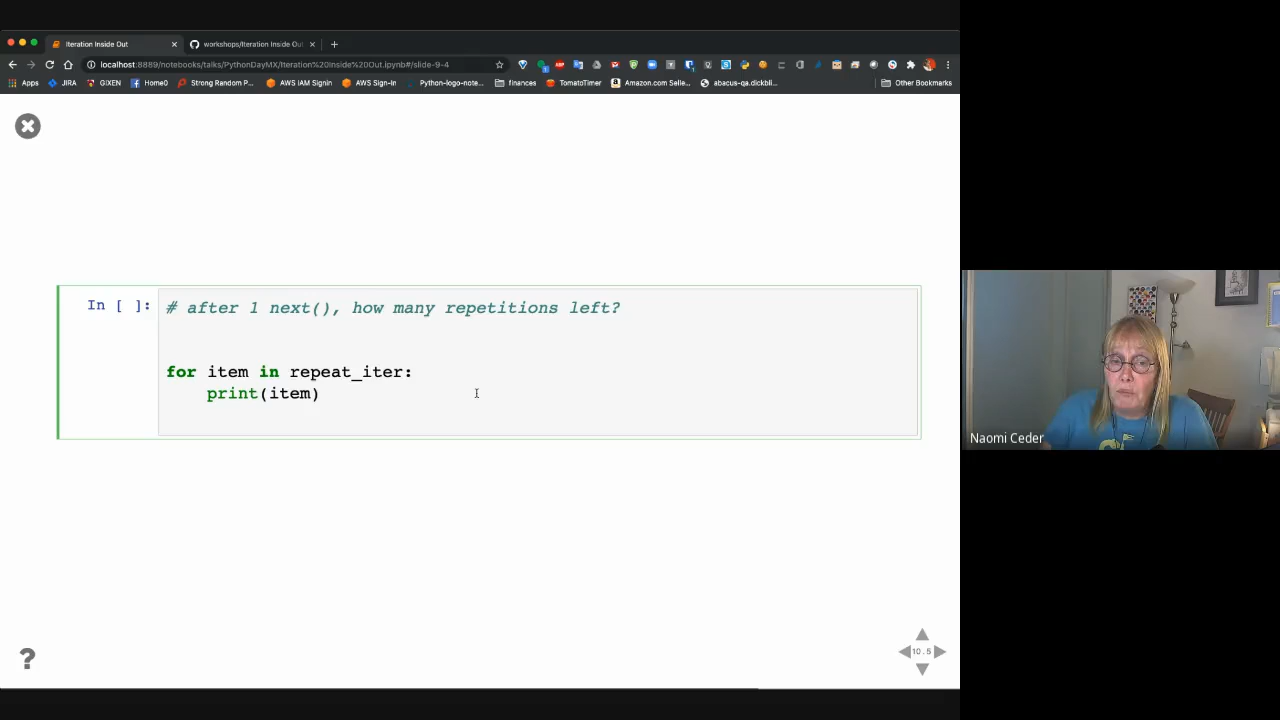 Iteration Inside Out
workshops/Iteration Inside Out
localhost:8889/notebooks/talks/PythonDayMX/Iteration%20Inside%20Out.ipynb#/slide-9-4
Apps JIRA GIXEN Home0 Strong Random P... AWS IAM Signin AWS Sign-In Python-logo-note... finances TomatoTimer Amazon.com Selle... abacus-qa.dickbli... Other Bookmarks
In [ ]: # after 1 next(), how many repetitions left?
for item in repeat_iter:
print(item)
Naomi Ceder
?
10.5